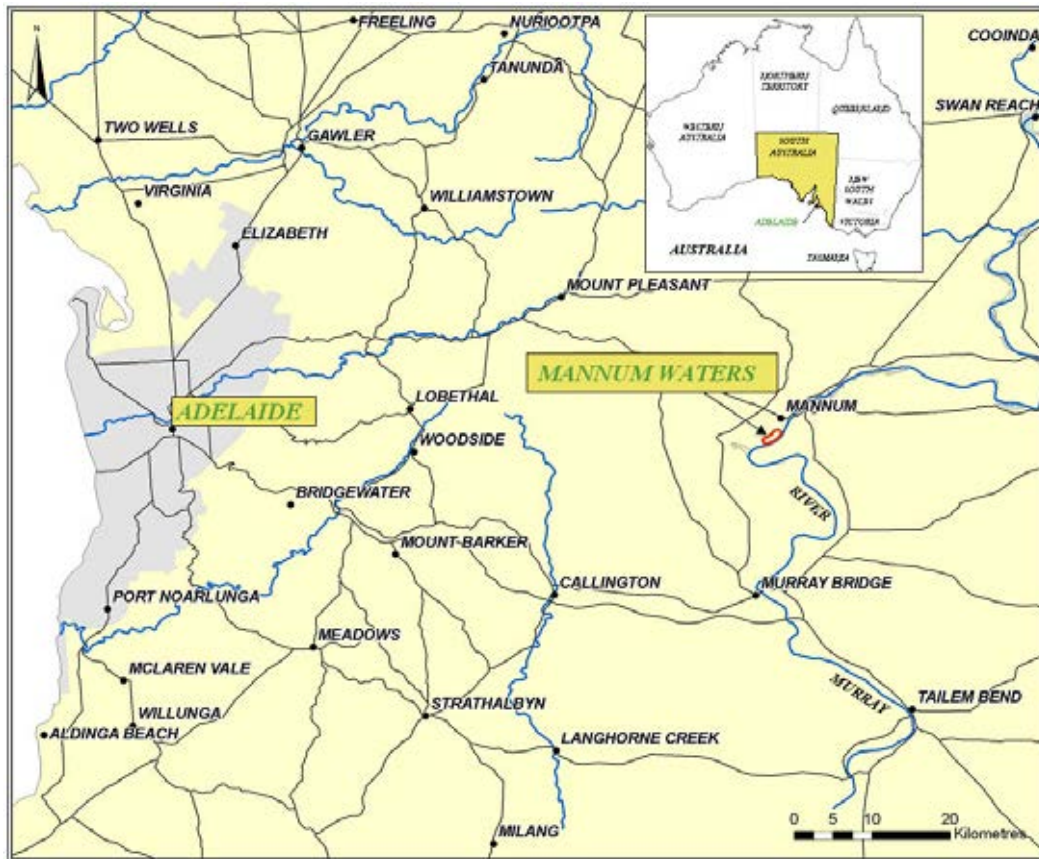 N
FREELING
NURIOOTPA
COOINDA
TANUNDA
SWAN REACH
TWO WELLS
GAWLER
VIRGINIA
WILLIAMSTOWN
ELIZABETH
NORTHERN
TERRITORY
QUEENSLAND
WESTERN
AUSTRALIA
SOUTH
AUSTRALIA
NEW
SOUTH
WALES
ADELAIDE
VICTORIA
AUSTRALIA
TASMANIA
MOUNT PLEASANT
MANNUM WATERS
MANNUM
ADELAIDE
LOBETHAL
WOODSIDE
BRIDGEWATER
RIVER
MOUNT-BARKER
CALLINGTON
MURRAY BRIDGE
PORT NOARLUNGA
MEADOWS
MCLAREN VALE
MURRAY
TAILEM BEND
STRATHALBYN
WILLUNGA
ALDINGA BEACH
LANGHORNE CREEK
MILANG
0 5 10 20
Kilometres